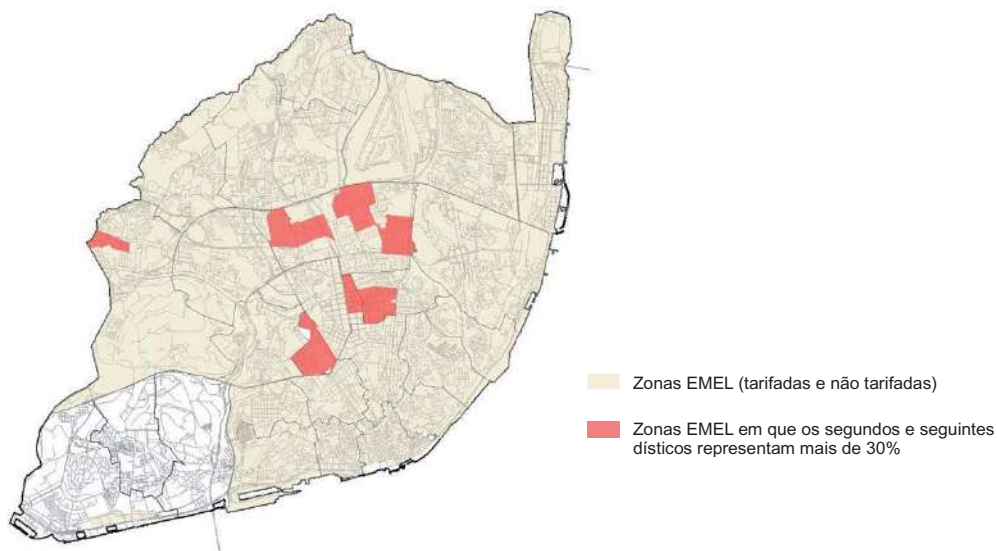 Zonas EMEL (tarifadas e não tarifadas)
Zonas EMEL em que os segundos e seguintes
dísticos representam mais de 30%